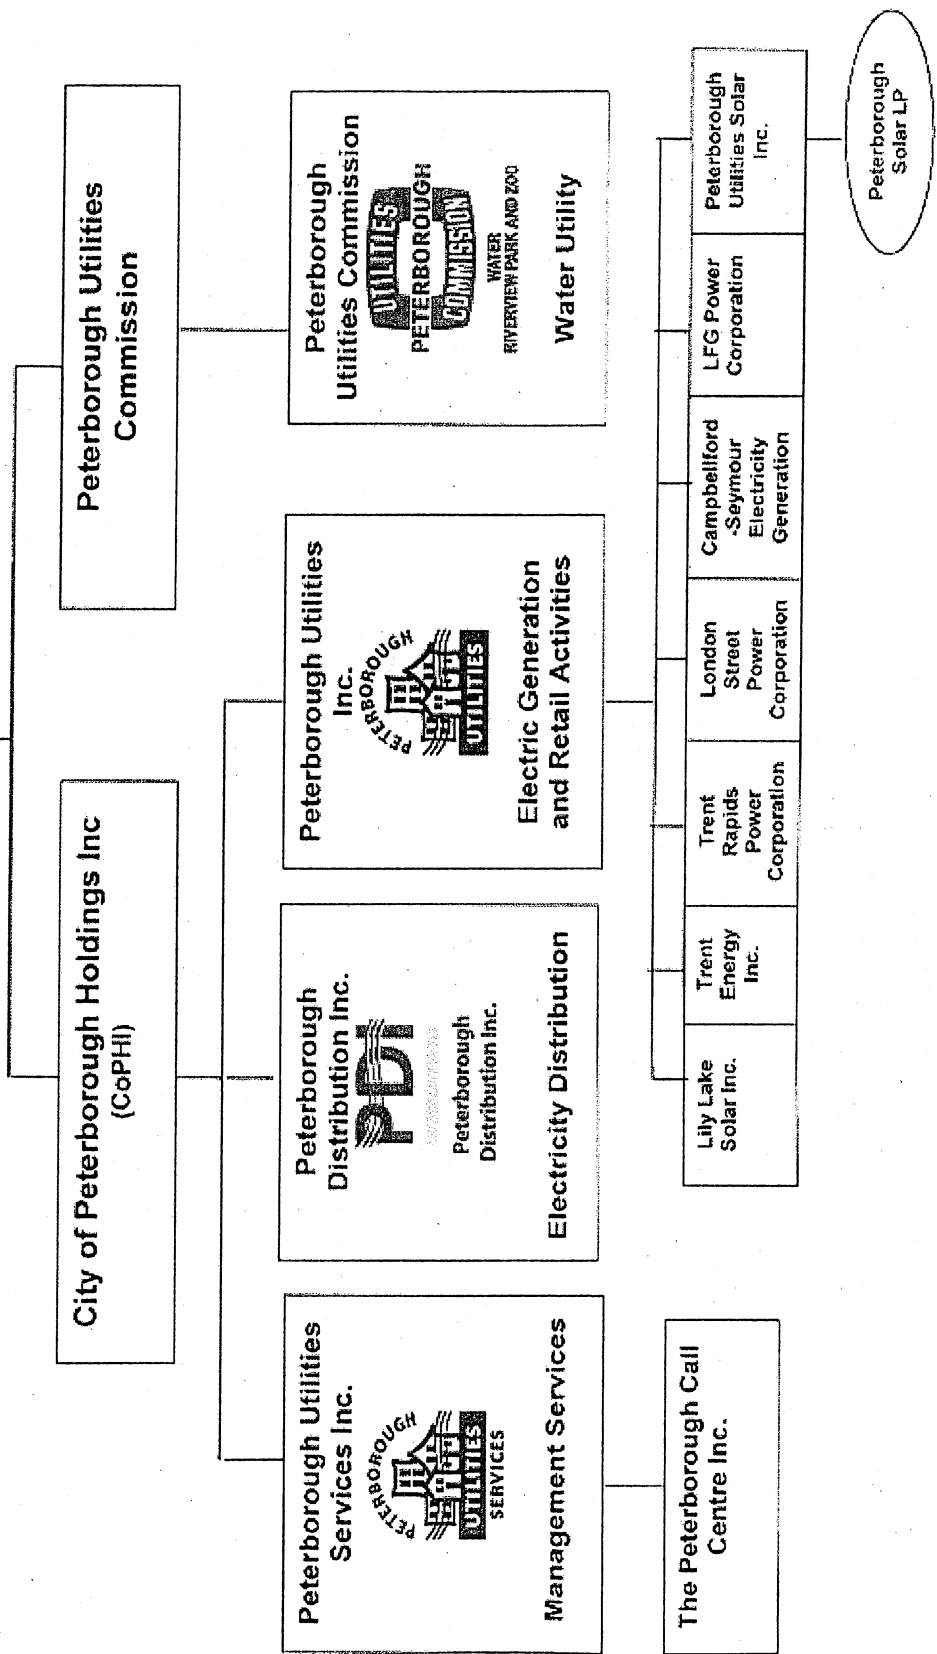 City of Peterborough Holdings Inc
(CoPHI)
Peterborough Utilities
Commission
Peterborough Utilities
Services Inc.
PETERBOROUGH
UTILITIES
SERVICES
Management Services
Peterborough
Distribution Inc.
PDI
Peterborough
Distribution Inc.
Electricity Distribution
Peterborough Utilities
Inc.
PETERBOROUGH
UTILITIES
Electric Generation
and Retail Activities
Peterborough
Utilities Commission
UTILITIES
PETERBOROUGH
COMMISSION
WATER
RIVERVIEW PARK AND ZOO
Water Utility
The Peterborough Call
Centre Inc.
Lily Lake
Solar Inc.
Trent
Energy
Inc.
Trent
Rapids
Power
Corporation
London
Street
Power
Corporation
Campbellford
-Seymour
Electricity
Generation
LFG Power
Corporation
Peterborough
Utilities Solar
Inc.
Peterborough
Solar LP